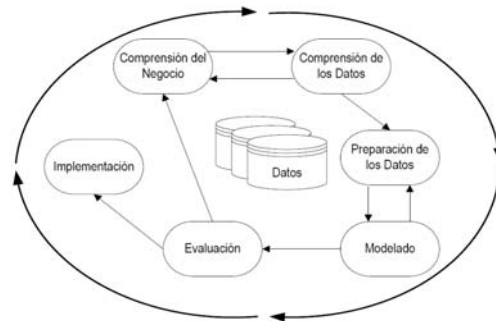 Comprensión del
Negocio
Comprensión de
los Datos
Preparación de
los Datos
Implementación
Datos
Evaluación
Modelado